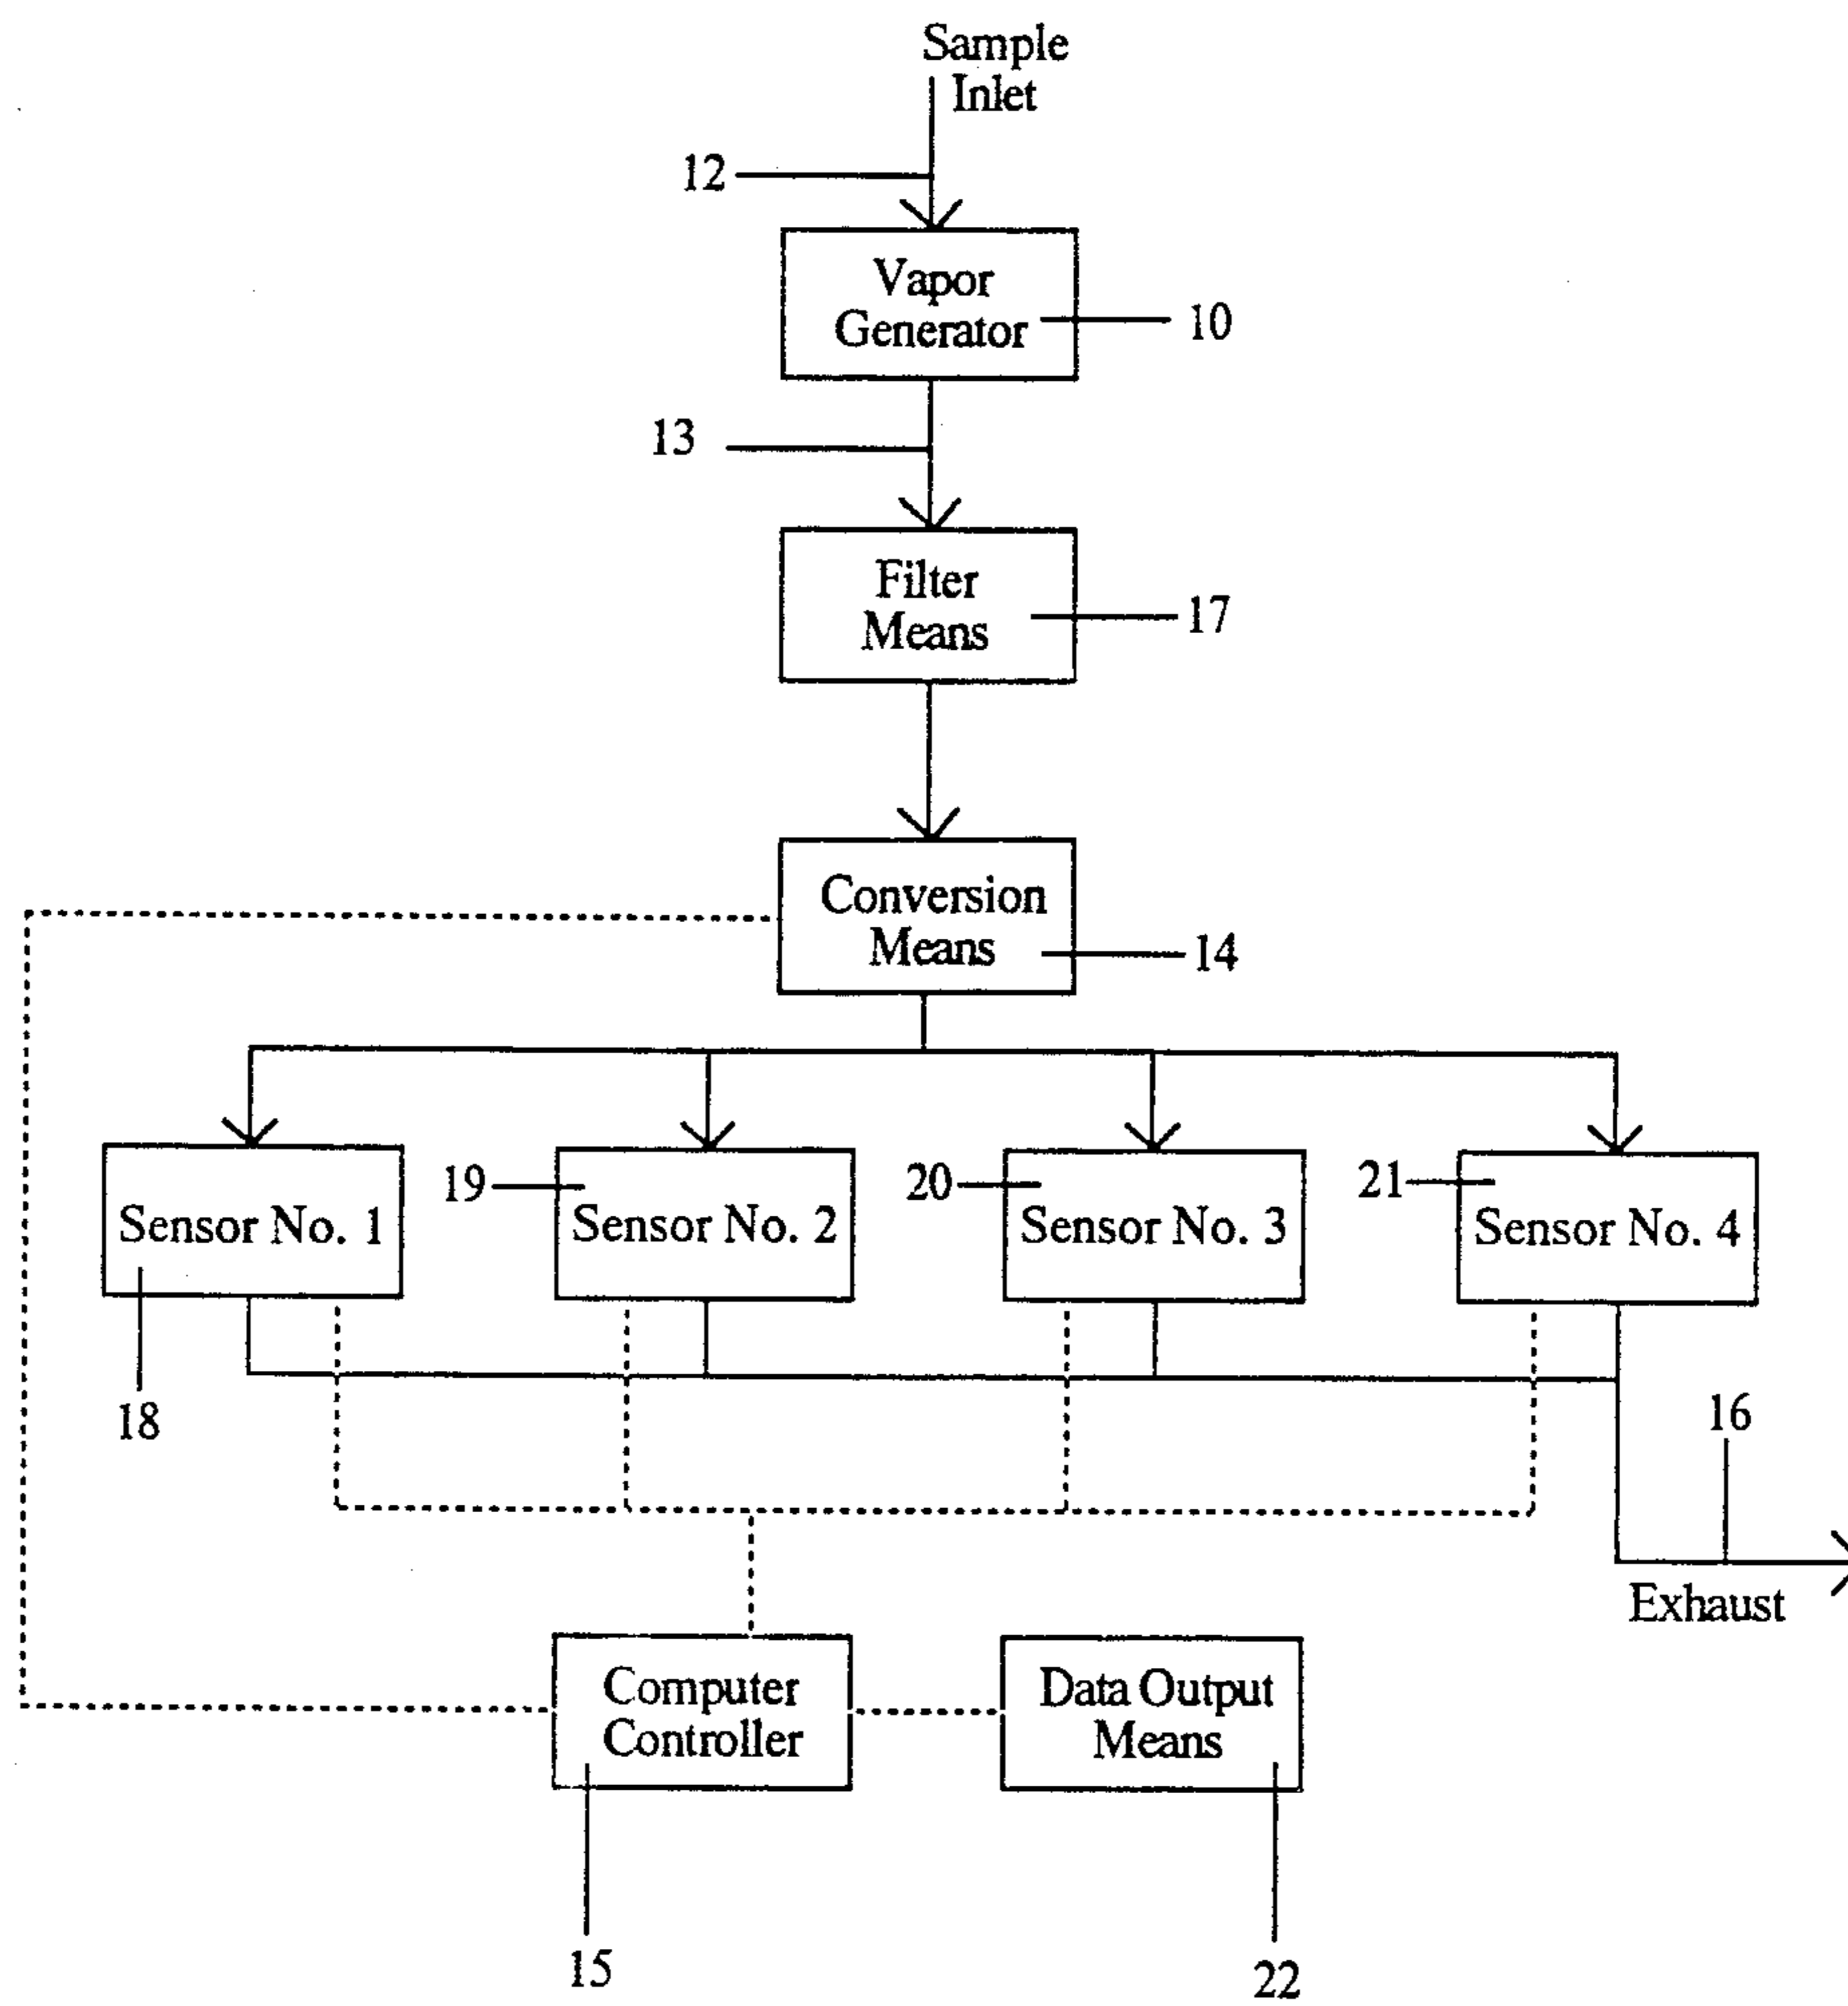 Sample
Inlet
12
Vapor
Generator
10
13
Filter
Means
17
Conversion
Means
14
Sensor No. 1
19
Sensor No. 2
20
Sensor No. 3
21
Sensor No. 4
18
16
Exhaust
Computer
Controller
Data Output
Means
15
22